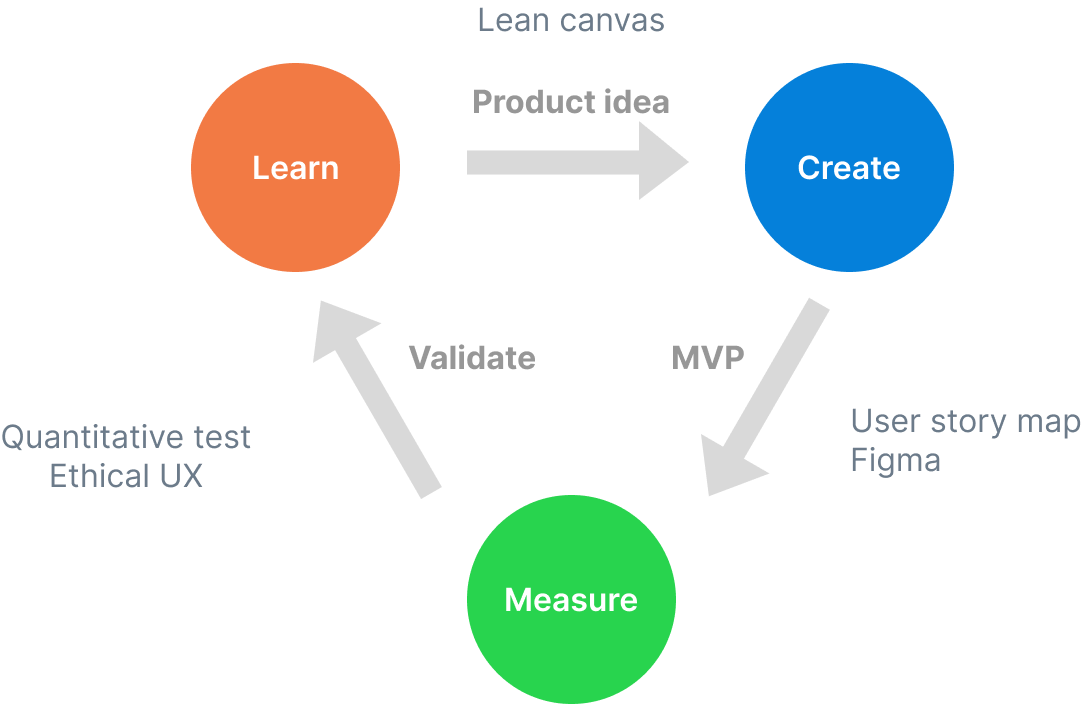 Lean canvas
Product idea
Learn
Create
Validate
MVP
User story map
Figma
Quantitative test
Ethical UX
Measure